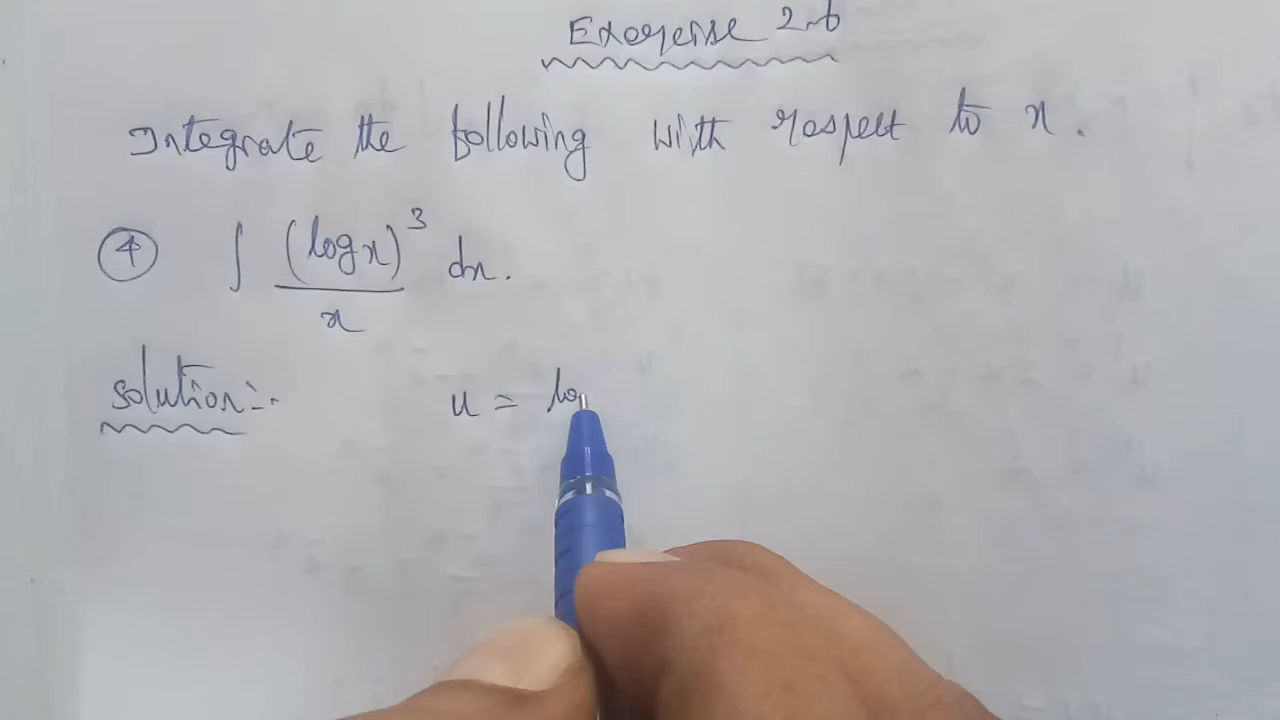 Exercise 2.6
Integrate the following with respect to x.
④ ∫ (log x)³ / x dx.
Solution:-
u = lo